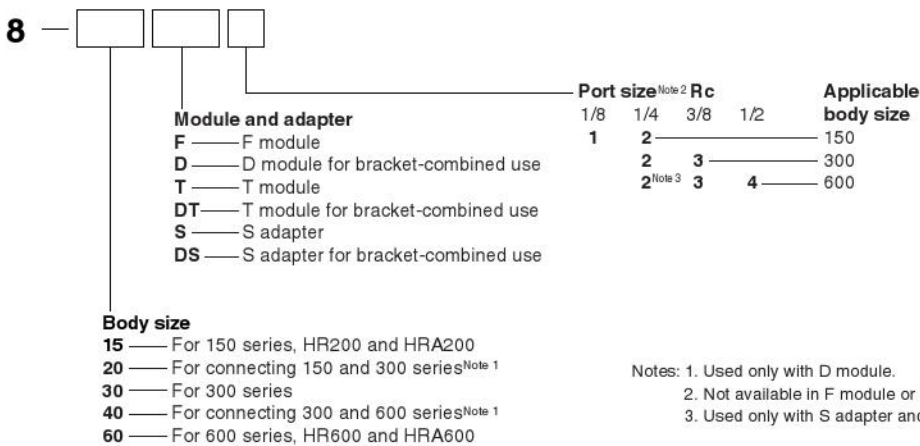 8 —
Port size Note 2 Rc
1/8 1/4 3/8 1/2
Applicable
body size
1 2 150
2 3 300
2 Note 3 3 4 600
Module and adapter
F F module
D D module for bracket-combined use
T T module
DT T module for bracket-combined use
S S adapter
DS S adapter for bracket-combined use
Body size
15 For 150 series, HR200 and HRA200
20 For connecting 150 and 300 series Note 1
30 For 300 series
40 For connecting 300 and 600 series Note 1
60 For 600 series, HR600 and HRA600
Notes: 1. Used only with D module.
2. Not available in F module or
3. Used only with S adapter and